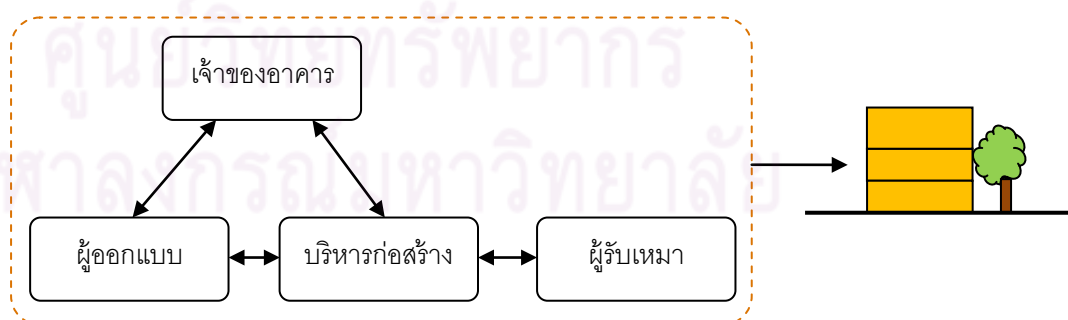 ศูนย์วิทยทรัพยากร
เจ้าของอาคาร
ฬาลงกรณ์มหาวิทยาลัย
ผู้ออกแบบ
บริหารก่อสร้าง
ผู้รับเหมา